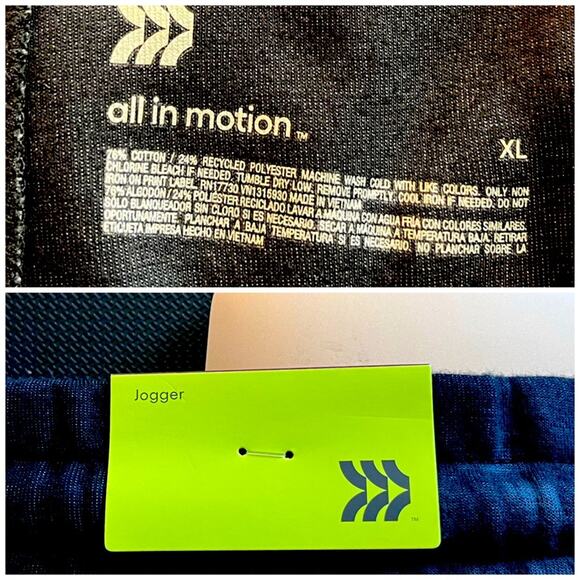 all in motion™
XL
76% COTTON / 24% RECYCLED POLYESTER MACHINE WASH COLD WITH LIKE COLORS. ONLY NON
CHLORINE BLEACH IF NEEDED. TUMBLE DRY LOW. REMOVE PROMPTLY. COOL IRON IF NEEDED. DO NOT
IRON ON PRINT LABEL. RN17730 VN1315930 MADE IN VIETNAM
76% ALGODÓN / 24% POLIÉSTER RECICLADO LAVAR A MÁQUINA CON AGUA FRÍA CON COLORES SIMILARES.
SOLO BLANQUEAR SIN CLORO SI ES NECESARIO. SECAR A MÁQUINA A TEMPERATURA BAJA. RETIRAR
OPORTUNAMENTE. PLANCHAR A BAJA TEMPERATURA SI ES NECESARIO. NO PLANCHAR SOBRE LA
ETIQUETA IMPRESA HECHO EN VIETNAM
Jogger
™